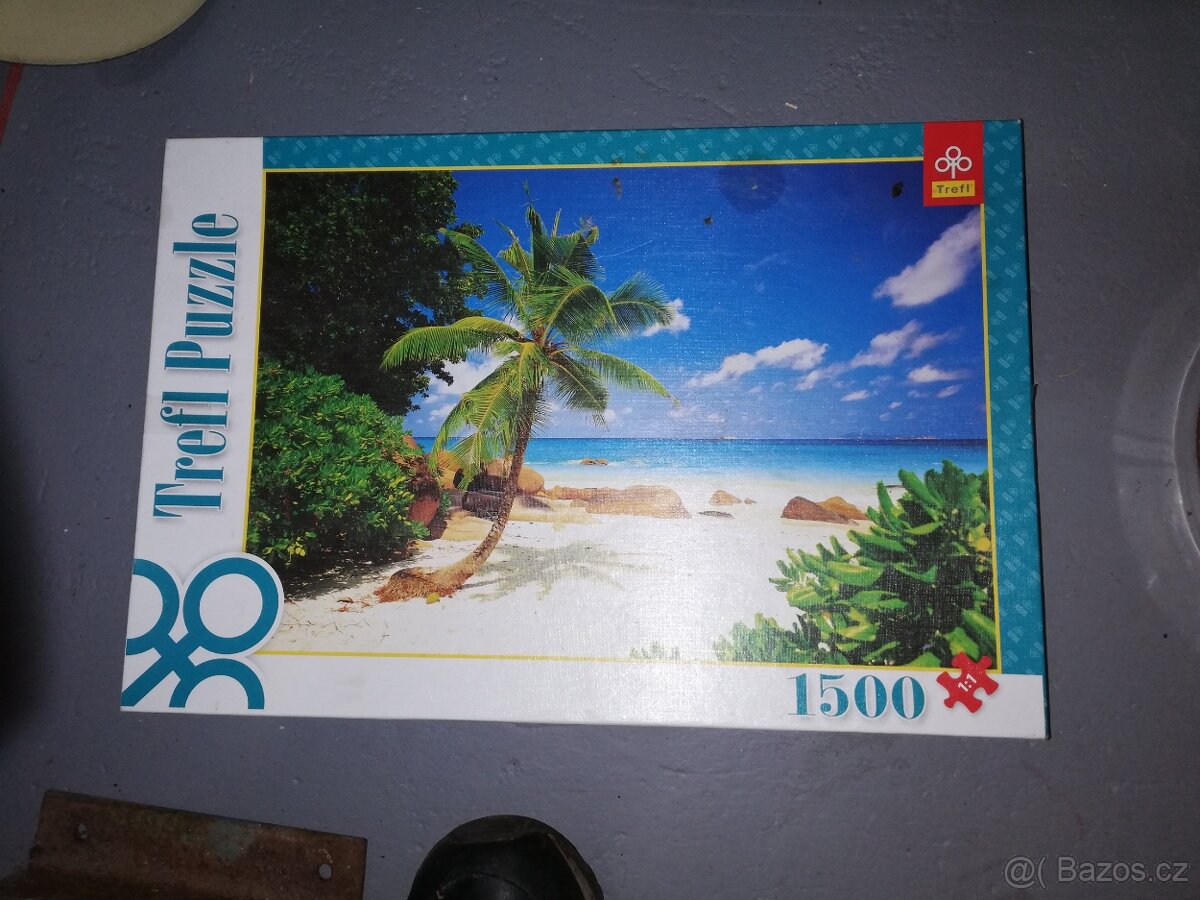 Trefl
Trefl Puzzle
1500
1:1
@( Bazos.cz